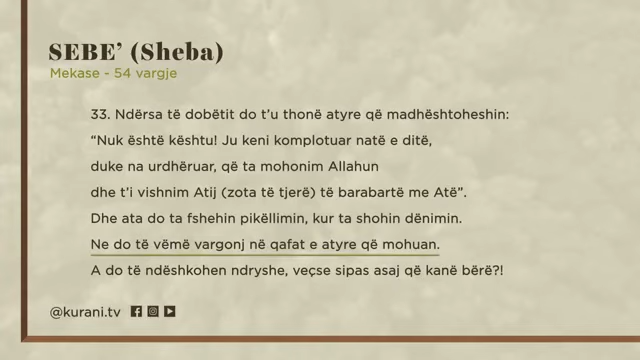 SEBE’ (Sheba)
Mekase - 54 vargje
33. Ndërsa të dobëtit do t’u thonë atyre që madhështoheshin:
“Nuk është kështu! Ju keni komplotuar natë e ditë,
duke na urdhëruar, që ta mohonim Allahun
dhe t’i vishnim Atij (zota të tjerë) të barabartë me Atë”.
Dhe ata do ta fshehin pikëllimin, kur ta shohin dënimin.
Ne do të vëmë vargonj në qafat e atyre që mohuan.
A do të ndëshkohen ndryshe, veçse sipas asaj që kanë bërë?!
@kurani.tv